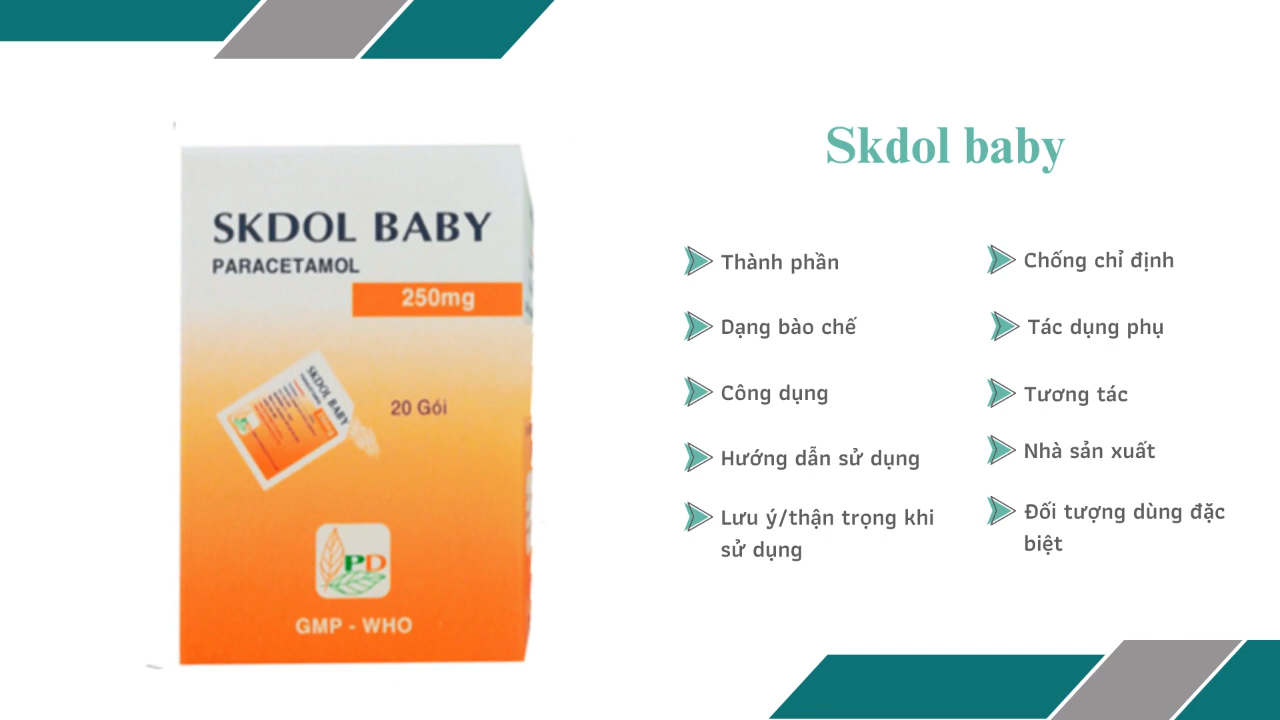 SKDOL BABY
PARACETAMOL
250mg
SKDOL BABY
20 Gói
PD
GMP - WHO
Skdol baby
Thành phần
Dạng bào chế
Công dụng
Hướng dẫn sử dụng
Lưu ý/thận trọng khi
sử dụng
Chống chỉ định
Tác dụng phụ
Tương tác
Nhà sản xuất
Đối tượng dùng đặc
biệt